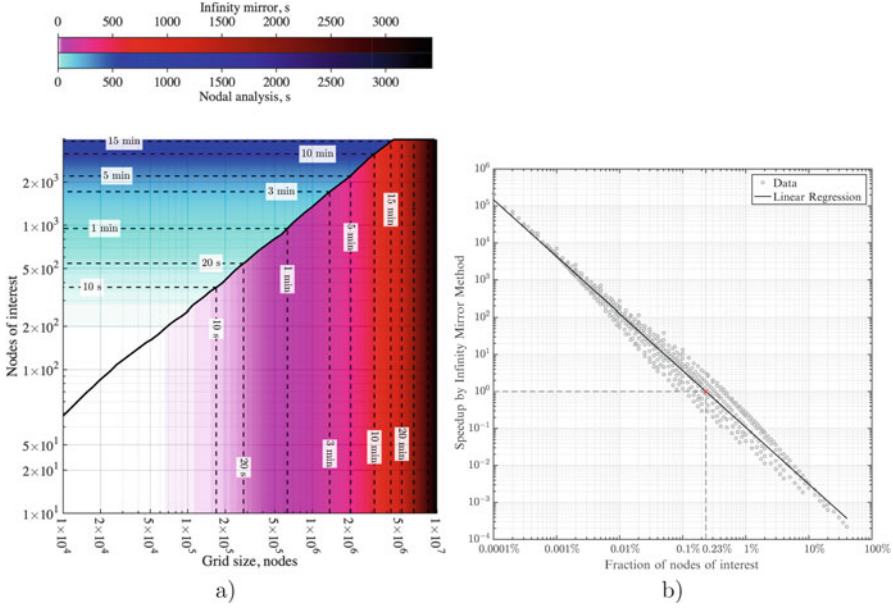 Infinity mirror, s
0 500 1000 1500 2000 2500 3000
0 500 1000 1500 2000 2500 3000
Nodal analysis, s
15 min
10 min
5 min
3 min
1 min
20 s
10 s
10 s
20 s
1 min
3 min
5 min
10 min
15 min
20 min
Nodes of interest
2×10³
1×10³
5×10²
2×10²
1×10²
5×10¹
2×10¹
1×10¹
1×10⁴ 2×10⁴ 5×10⁴ 1×10⁵ 2×10⁵ 5×10⁵ 1×10⁶ 2×10⁶ 5×10⁶ 1×10⁷
Grid size, nodes
a)
Speedup by Infinity Mirror Method
10⁶
10⁵
10⁴
10³
10²
10¹
10⁰
10⁻¹
10⁻²
10⁻³
10⁻⁴
Data
Linear Regression
0.0001% 0.001% 0.01% 0.1% 0.23% 1% 10% 100%
Fraction of nodes of interest
b)